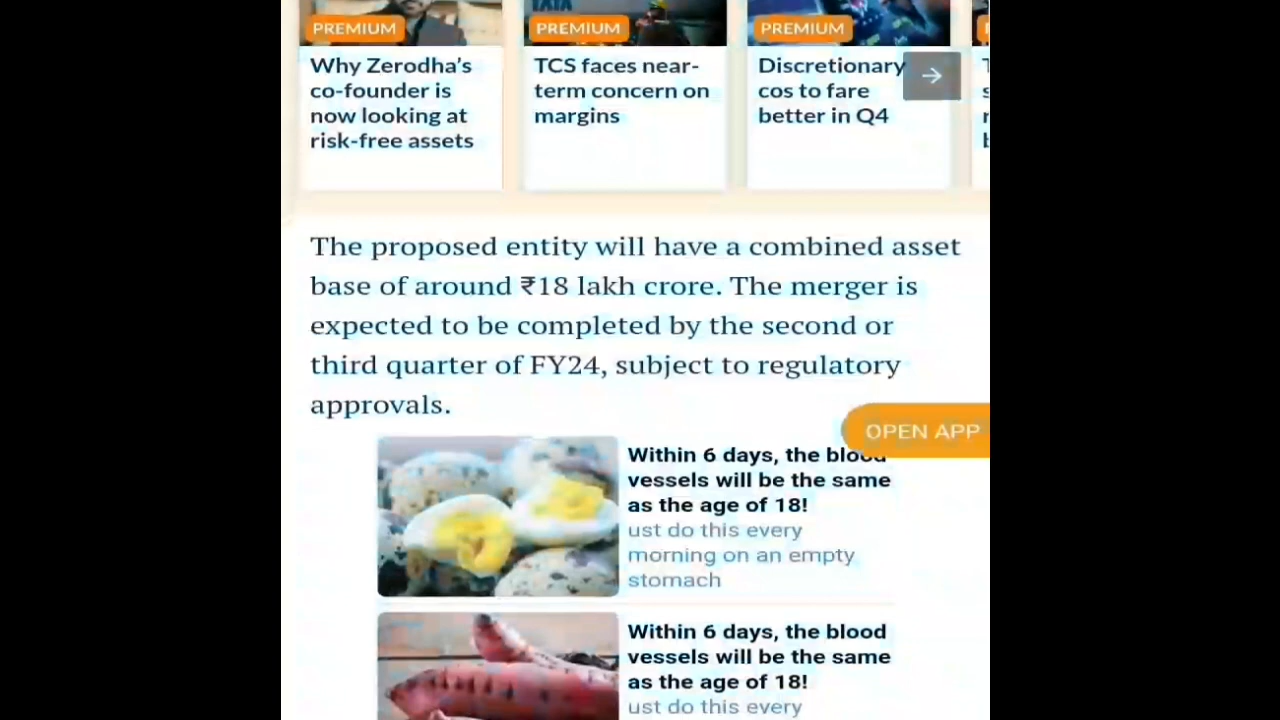 PREMIUM
Why Zerodha's
co-founder is
now looking at
risk-free assets
PREMIUM
TCS faces near-
term concern on
margins
PREMIUM
Discretionary
cos to fare
better in Q4
The proposed entity will have a combined asset
base of around ₹18 lakh crore. The merger is
expected to be completed by the second or
third quarter of FY24, subject to regulatory
approvals.
OPEN APP
Within 6 days, the blood
vessels will be the same
as the age of 18!
ust do this every
morning on an empty
stomach
Within 6 days, the blood
vessels will be the same
as the age of 18!
ust do this every